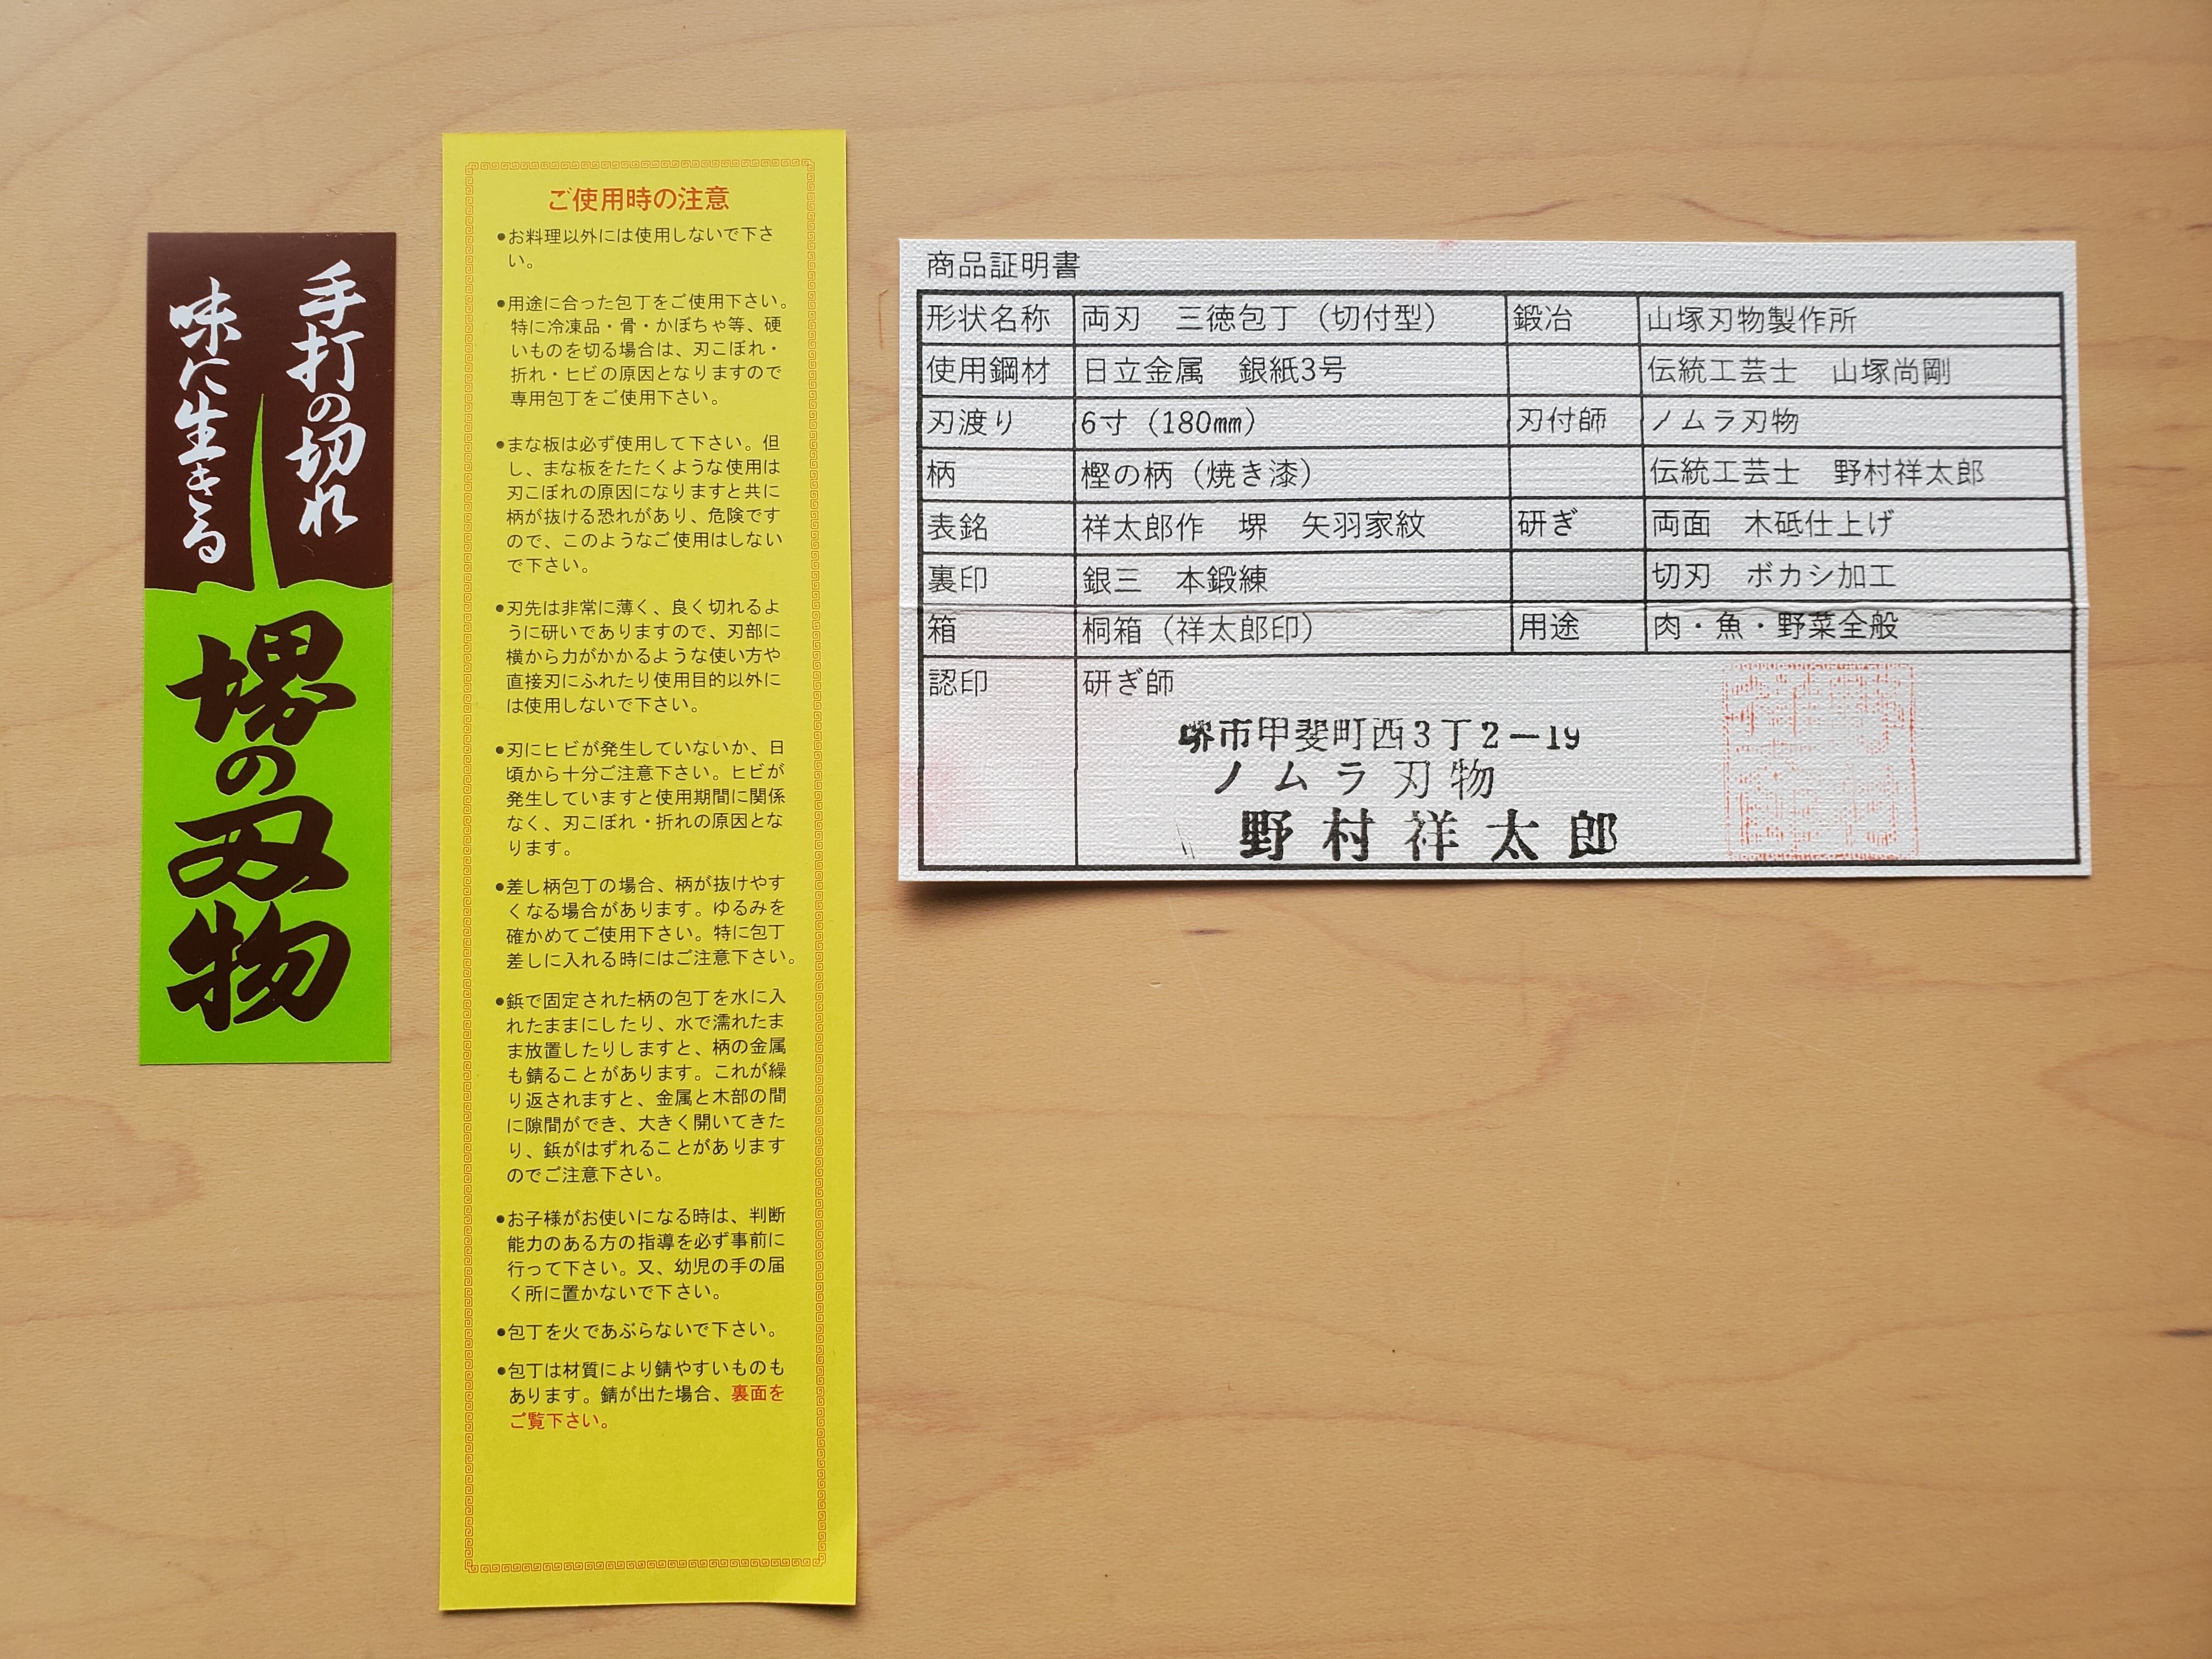 手打の切れ
味に生きる
堺の刃物
ご使用時の注意
●お料理以外には使用しないで下さ
い。
●用途に合った包丁をご使用下さい。
特に冷凍品・骨・かぼちゃ等、硬
いものを切る場合は、刃こぼれ・
折れ・ヒビの原因となりますので
専用包丁をご使用下さい。
●まな板は必ず使用して下さい。但
し、まな板をたたくような使用は
刃こぼれの原因になりますと共に
柄が抜ける恐れがあり、危険です
ので、このようなご使用はしない
で下さい。
●刃先は非常に薄く、良く切れるよ
うに研いでありますので、刃部に
横から力がかかるような使い方や
直接刃にふれたり使用目的以外に
は使用しないで下さい。
●刃にヒビが発生していないか、日
頃から十分ご注意下さい。ヒビが
発生していますと使用期間に関係
なく、刃こぼれ・折れの原因とな
ります。
●差し柄包丁の場合、柄が抜けやす
くなる場合があります。ゆるみを
確かめてご使用下さい。特に包丁
差しに入れる時にはご注意下さい。
●鋲で固定された柄の包丁を水に入
れたままにしたり、水で濡れたま
ま放置したりしますと、柄の金属
も錆ることがあります。これが繰
り返されますと、金属と木部の間
に隙間ができ、大きく開いてきた
り、鋲がはずれることがあります
のでご注意下さい。
●お子様がお使いになる時は、判断
能力のある方の指導を必ず事前に
行って下さい。又、幼児の手の届
く所に置かないで下さい。
●包丁を火であぶらないで下さい。
●包丁は材質により錆やすいものも
あります。錆が出た場合、裏面を
ご覧下さい。
商品証明書
形状名称 両刃　三徳包丁（切付型） 鍛冶 山塚刃物製作所
使用鋼材 日立金属　銀紙3号 伝統工芸士　山塚尚剛
刃渡り 6寸（180㎜） 刃付師 ノムラ刃物
柄 樫の柄（焼き漆） 伝統工芸士　野村祥太郎
表銘 祥太郎作　堺　矢羽家紋 研ぎ 両面　木砥仕上げ
裏印 銀三　本鍛練 切刃　ボカシ加工
箱 桐箱（祥太郎印） 用途 肉・魚・野菜全般
認印 研ぎ師
堺市甲斐町西3丁2－19
ノムラ刃物
野村祥太郎